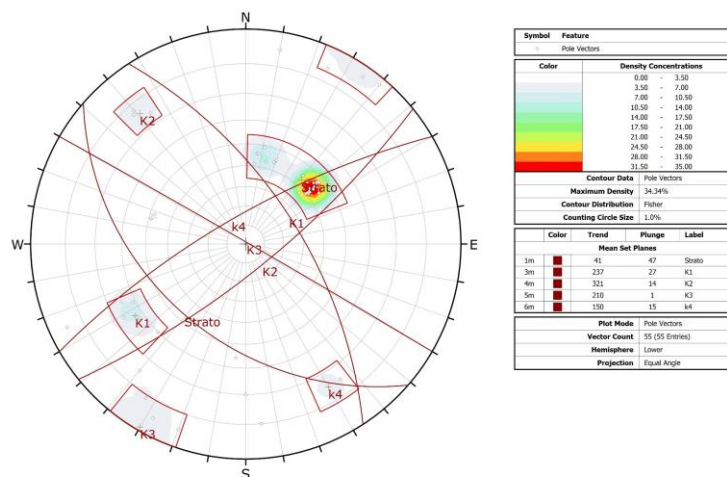 N
K2
Strato
K1
k4
W
K3
E
K2
K1
Strato
k4
K3
S
Symbol Feature
Pole Vectors
Color Density Concentrations
0.00 - 3.50
3.50 - 7.00
7.00 - 10.50
10.50 - 14.00
14.00 - 17.50
17.50 - 21.00
21.00 - 24.50
24.50 - 28.00
28.00 - 31.50
31.50 - 35.00
Contour Data Pole Vectors
Maximum Density 34.34%
Contour Distribution Fisher
Counting Circle Size 1.0%
Color Trend Plunge Label
Mean Set Planes
1m 41 47 Strato
3m 237 27 K1
4m 321 14 K2
5m 210 1 K3
6m 150 15 k4
Plot Mode Pole Vectors
Vector Count 55 (55 Entries)
Hemisphere Lower
Projection Equal Angle